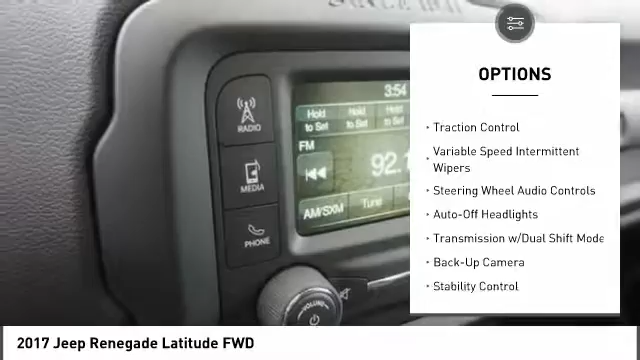 OPTIONS
Traction Control
Variable Speed Intermittent
Wipers
Steering Wheel Audio Controls
Auto-Off Headlights
Transmission w/Dual Shift Mode
Back-Up Camera
Stability Control
RADIO
MEDIA
PHONE
3:54
Hold to Set
Hold to Set
Hold to Set
FM
92.1
AM/SXM
Tune
VOLUME
2017 Jeep Renegade Latitude FWD